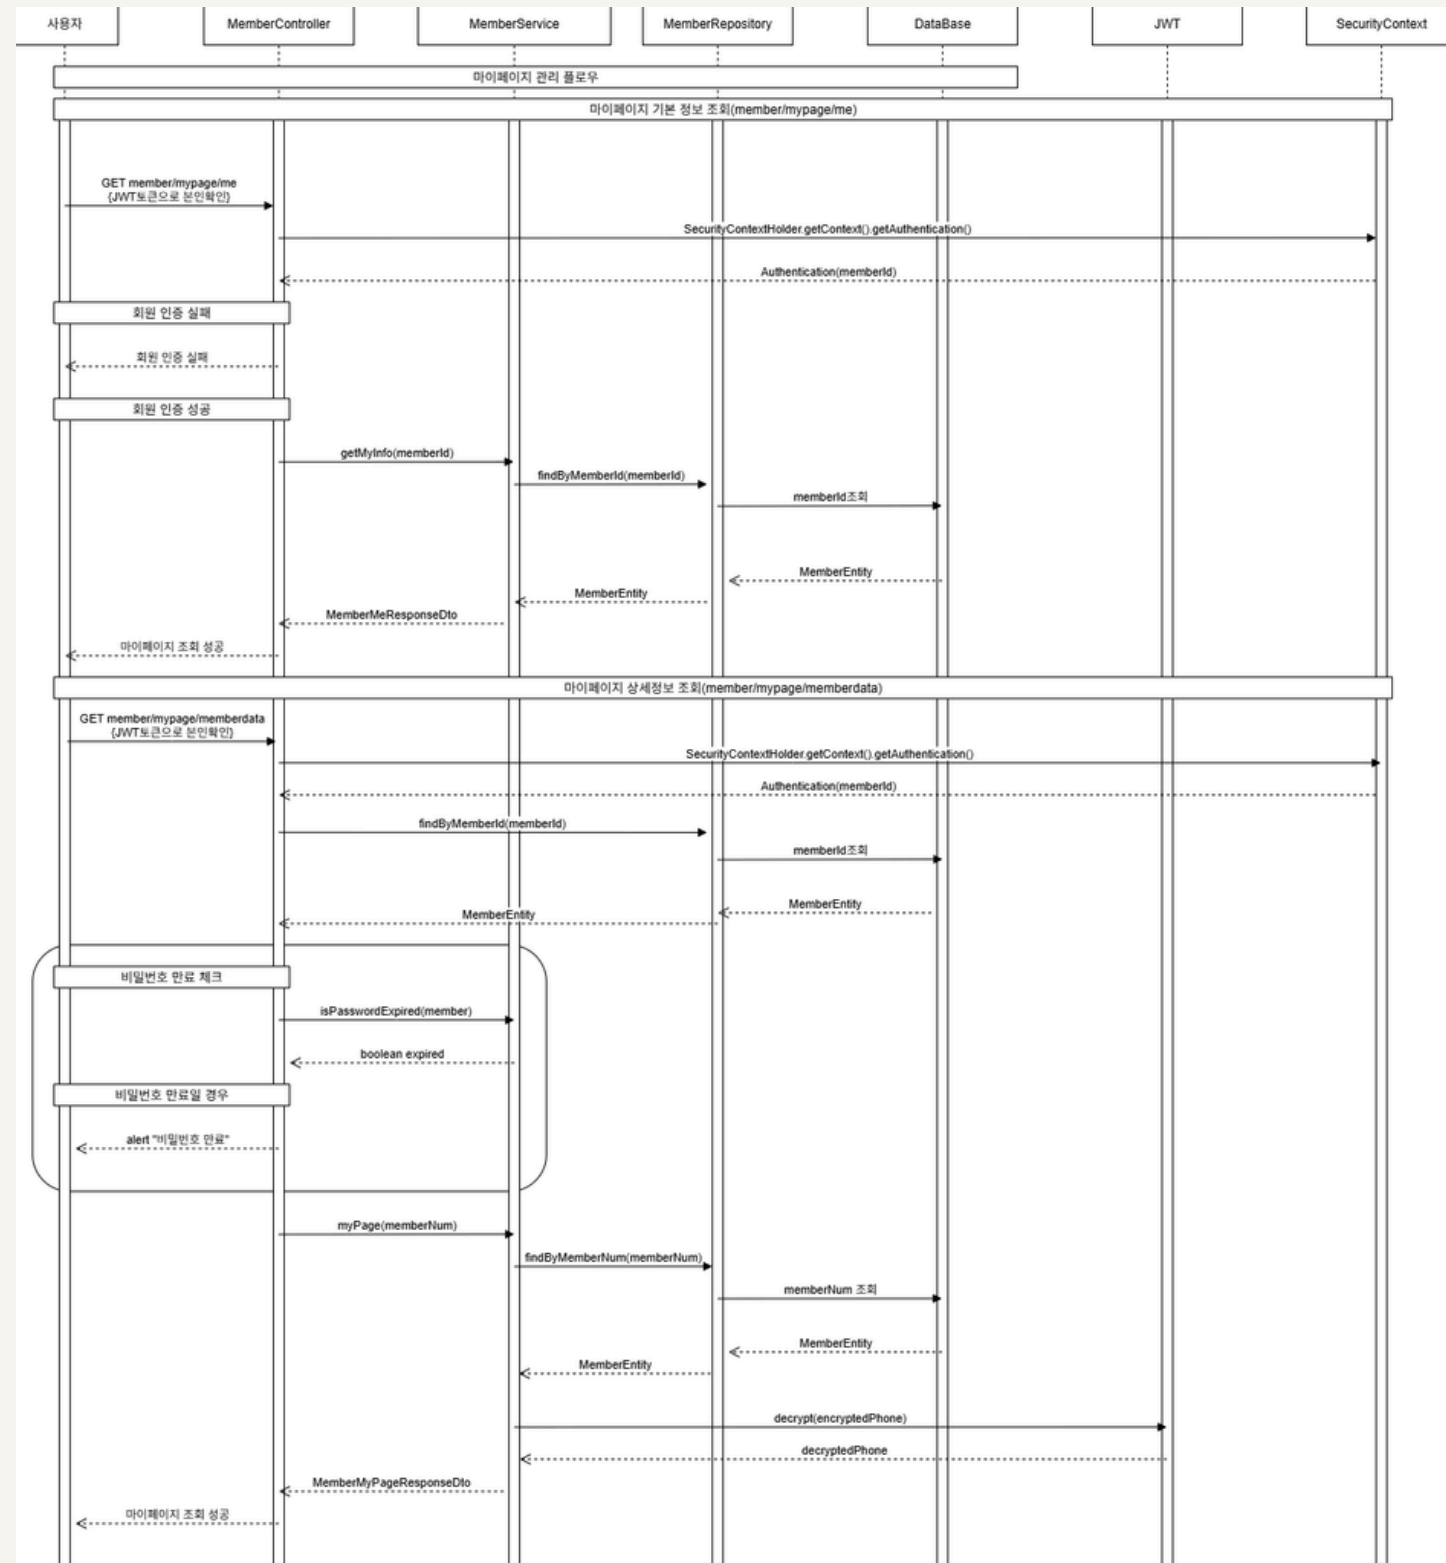 사용자
MemberController
MemberService
MemberRepository
DataBase
JWT
SecurityContext
마이페이지 관리 플로우
마이페이지 기본 정보 조회(member/mypage/me)
GET member/mypage/me
{JWT토큰으로 본인확인}
SecurityContextHolder.getContext().getAuthentication()
Authentication(memberId)
회원 인증 실패
회원 인증 실패
회원 인증 성공
getMyInfo(memberId)
findByMemberId(memberId)
memberId조회
MemberEntity
MemberEntity
MemberMeResponseDto
마이페이지 조회 성공
마이페이지 상세정보 조회(member/mypage/memberdata)
GET member/mypage/memberdata
{JWT토큰으로 본인확인}
SecurityContextHolder.getContext().getAuthentication()
Authentication(memberId)
findByMemberId(memberId)
memberId조회
MemberEntity
MemberEntity
비밀번호 만료 체크
isPasswordExpired(member)
boolean expired
비밀번호 만료일 경우
alert "비밀번호 만료"
myPage(memberNum)
findByMemberNum(memberNum)
memberNum 조회
MemberEntity
MemberEntity
decrypt(encryptedPhone)
decryptedPhone
MemberMyPageResponseDto
마이페이지 조회 성공